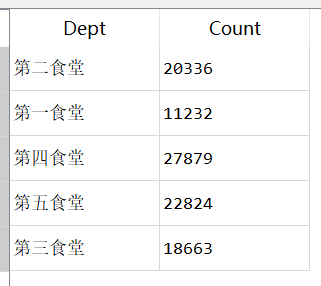 Dept Count
第二食堂 20336
第一食堂 11232
第四食堂 27879
第五食堂 22824
第三食堂 18663